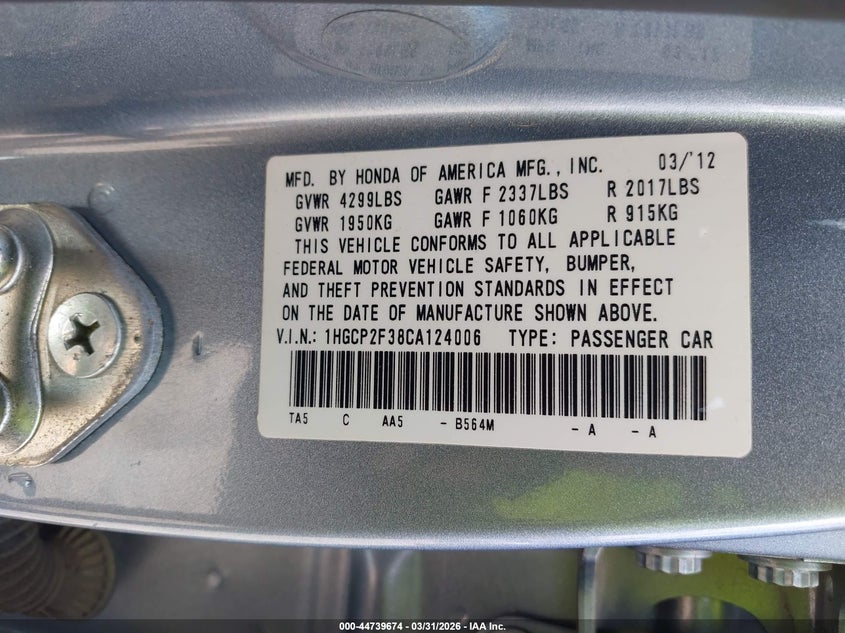 MFD. BY HONDA OF AMERICA MFG., INC. 03/'12
GVWR 4299LBS GAWR F 2337LBS R 2017LBS
GVWR 1950KG GAWR F 1060KG R 915KG
THIS VEHICLE CONFORMS TO ALL APPLICABLE
FEDERAL MOTOR VEHICLE SAFETY, BUMPER,
AND THEFT PREVENTION STANDARDS IN EFFECT
ON THE DATE OF MANUFACTURE SHOWN ABOVE.
V.I.N.: 1HGCP2F38CA124006 TYPE: PASSENGER CAR
TA5 C AA5 - B564M - A - A
000-44739674 - 03/31/2026 - IAA Inc.